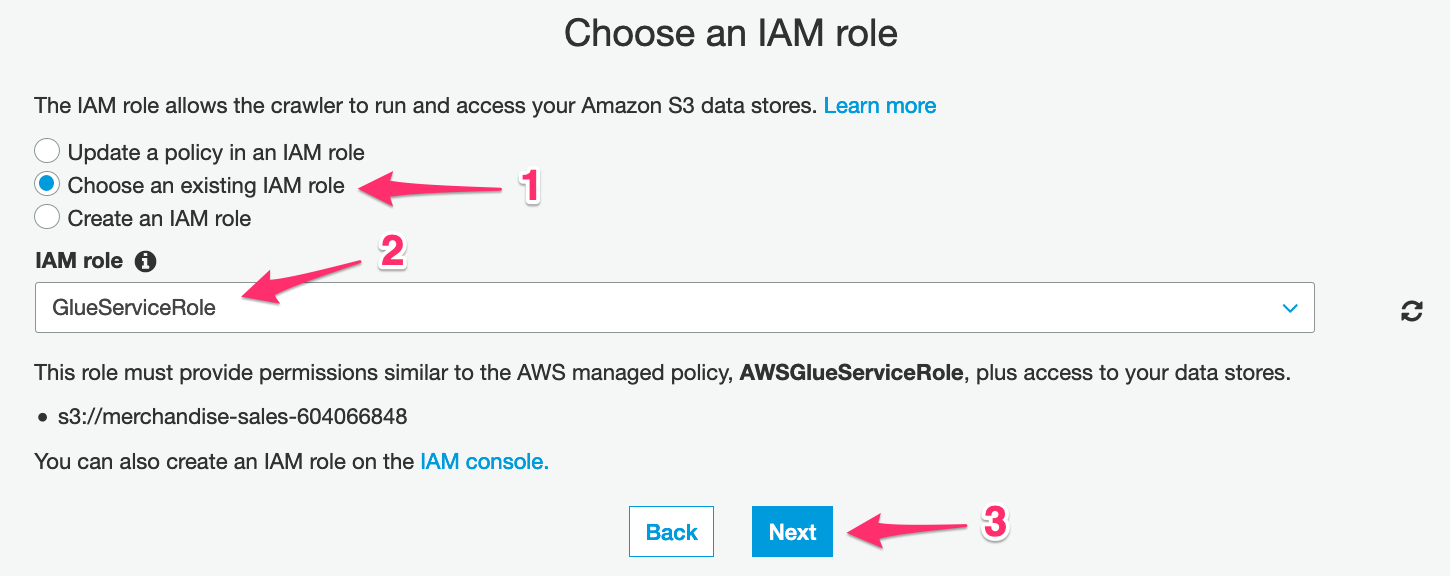 Choose an IAM role
The IAM role allows the crawler to run and access your Amazon S3 data stores. Learn more
Update a policy in an IAM role
Choose an existing IAM role
1
Create an IAM role
2
IAM role
GlueServiceRole
This role must provide permissions similar to the AWS managed policy, AWSGlueServiceRole, plus access to your data stores.
• s3://merchandise-sales-604066848
You can also create an IAM role on the IAM console.
Back Next 3